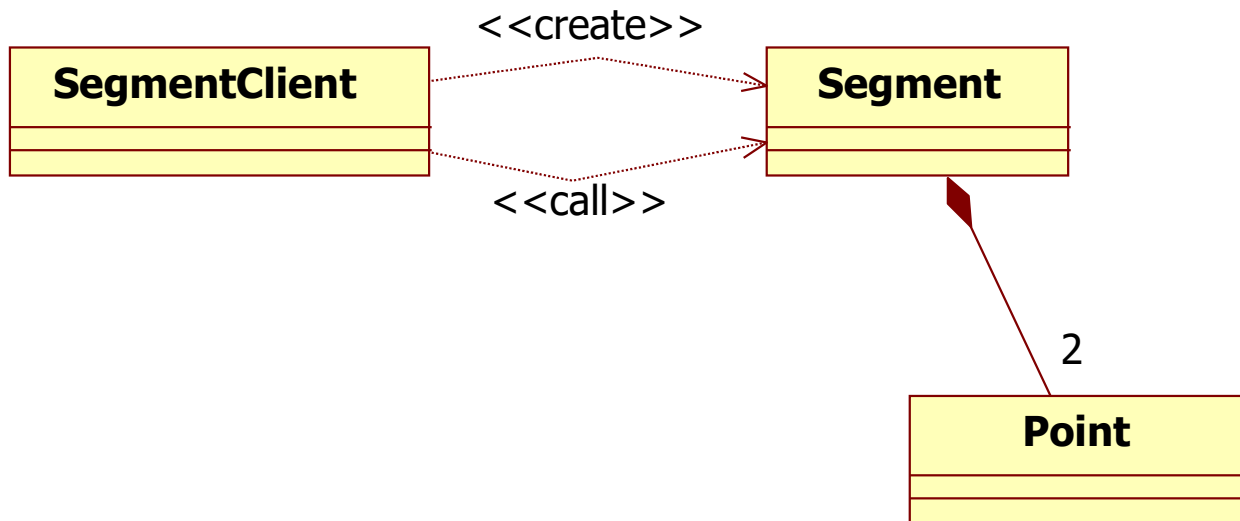 <<create>>
SegmentClient
Segment
<<call>>
2
Point